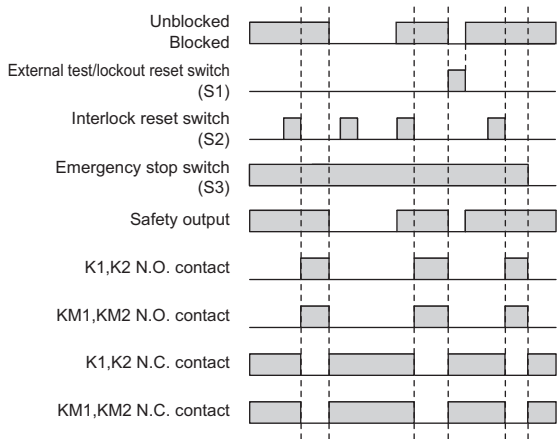 Unblocked
Blocked
External test/lockout reset switch
(S1)
Interlock reset switch
(S2)
Emergency stop switch
(S3)
Safety output
K1,K2 N.O. contact
KM1,KM2 N.O. contact
K1,K2 N.C. contact
KM1,KM2 N.C. contact